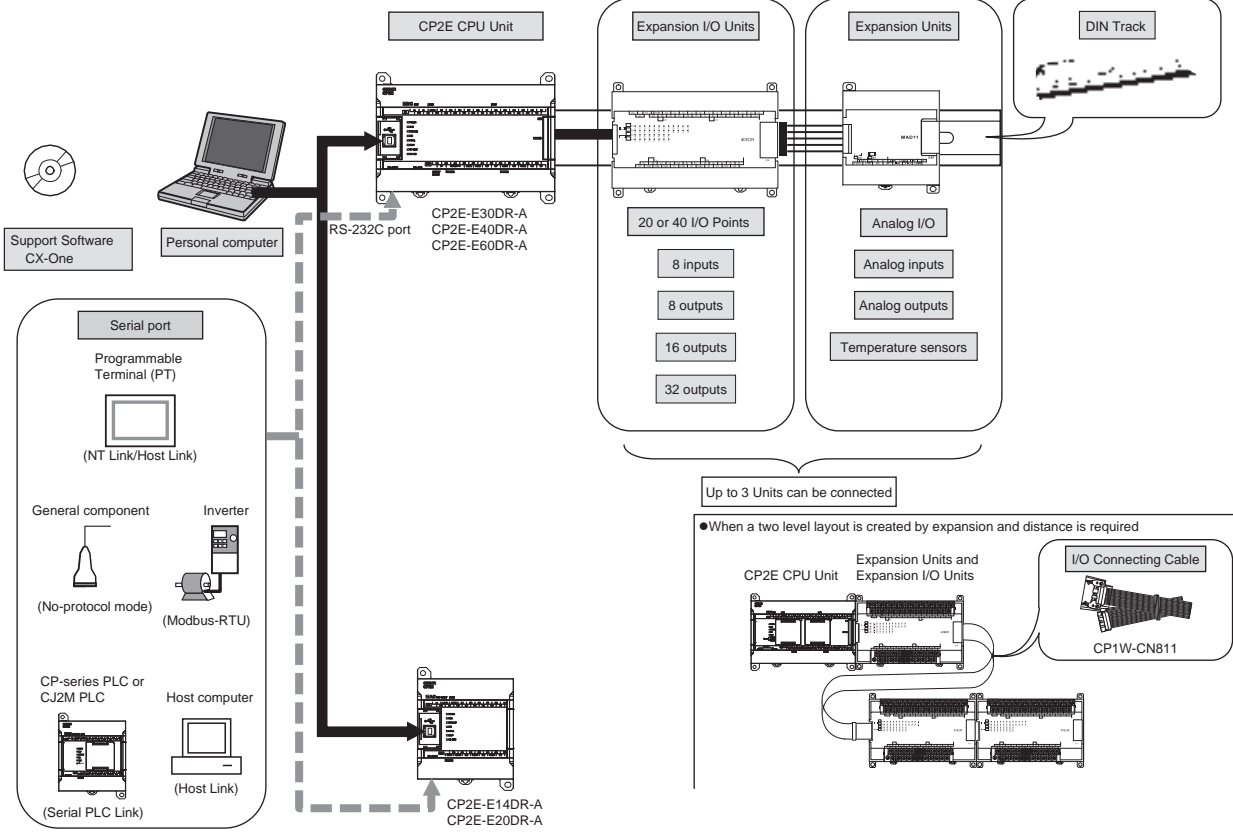 CP2E CPU Unit
Expansion I/O Units
Expansion Units
DIN Track
MAD11
Support Software
CX-One
Personal computer
RS-232C port
CP2E-E30DR-A
CP2E-E40DR-A
CP2E-E60DR-A
20 or 40 I/O Points
8 inputs
8 outputs
16 outputs
32 outputs
Analog I/O
Analog inputs
Analog outputs
Temperature sensors
Up to 3 Units can be connected
Serial port
Programmable
Terminal (PT)
(NT Link/Host Link)
General component
Inverter
(No-protocol mode)
(Modbus-RTU)
CP-series PLC or
CJ2M PLC
Host computer
(Serial PLC Link)
(Host Link)
CP2E-E14DR-A
CP2E-E20DR-A
●When a two level layout is created by expansion and distance is required
CP2E CPU Unit
Expansion Units and
Expansion I/O Units
I/O Connecting Cable
CP1W-CN811